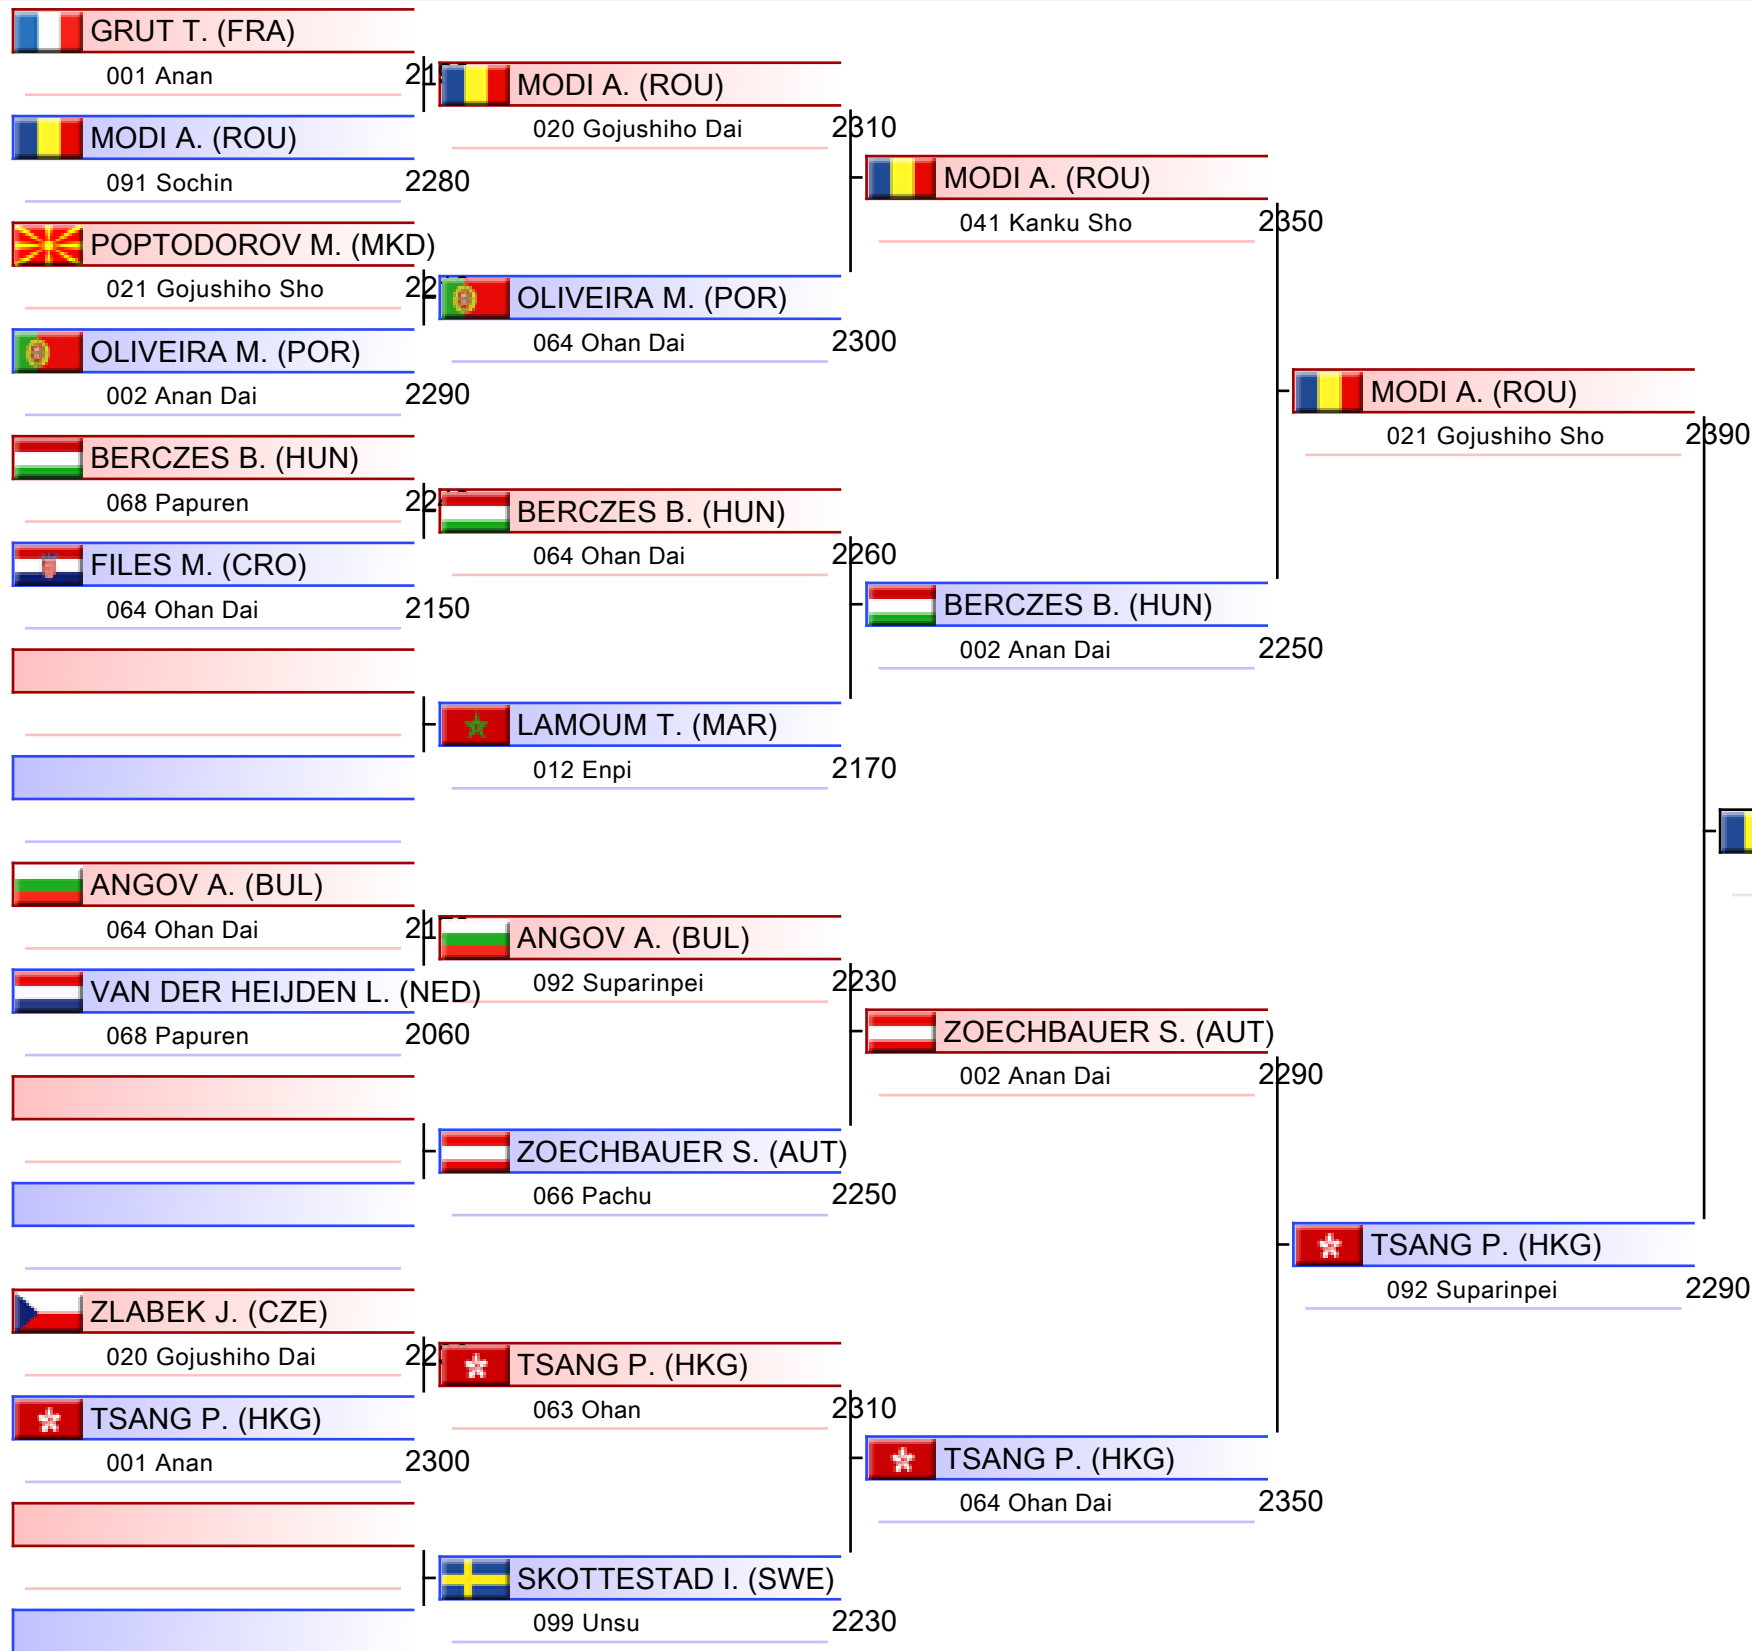 GRUT T. (FRA)
001 Anan
MODI A. (ROU)
091 Sochin 2280
POPTODOROV M. (MKD)
021 Gojushiho Sho
OLIVEIRA M. (POR)
002 Anan Dai 2290
BERCZES B. (HUN)
068 Papuren
FILES M. (CRO)
064 Ohan Dai 2150
ANGOV A. (BUL)
064 Ohan Dai
VAN DER HEIJDEN L. (NED)
068 Papuren 2060
ZLABEK J. (CZE)
020 Gojushiho Dai
TSANG P. (HKG)
001 Anan 2300
MODI A. (ROU)
020 Gojushiho Dai 2310
OLIVEIRA M. (POR)
064 Ohan Dai 2300
BERCZES B. (HUN)
064 Ohan Dai 2260
LAMOUM T. (MAR)
012 Enpi 2170
ANGOV A. (BUL)
092 Suparinpei 2230
ZOECHBAUER S. (AUT)
066 Pachu 2250
TSANG P. (HKG)
063 Ohan 2310
SKOTTESTAD I. (SWE)
099 Unsu 2230
MODI A. (ROU)
041 Kanku Sho 2350
BERCZES B. (HUN)
002 Anan Dai 2250
ZOECHBAUER S. (AUT)
002 Anan Dai 2290
TSANG P. (HKG)
064 Ohan Dai 2350
MODI A. (ROU)
021 Gojushiho Sho 2390
TSANG P. (HKG)
092 Suparinpei 2290